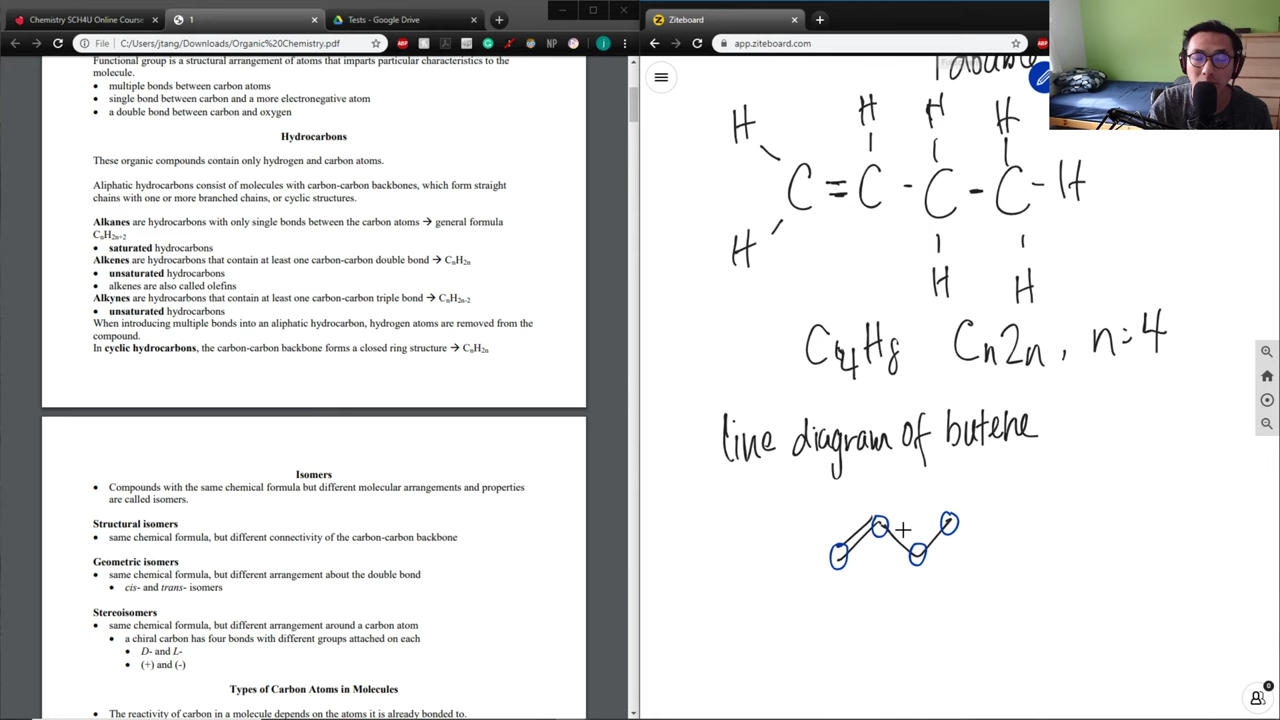 Chemistry SCH4U Online Course
1
Tests - Google Drive
File
C:/Users/jtang/Downloads/Organic%20Chemistry.pdf
ABP
NP
j
Functional group is a structural arrangement of atoms that imparts particular characteristics to the
molecule.
• multiple bonds between carbon atoms
• single bond between carbon and a more electronegative atom
• a double bond between carbon and oxygen
Hydrocarbons
These organic compounds contain only hydrogen and carbon atoms.
Aliphatic hydrocarbons consist of molecules with carbon-carbon backbones, which form straight
chains with one or more branched chains, or cyclic structures.
Alkanes are hydrocarbons with only single bonds between the carbon atoms → general formula
CnH2n+2
• saturated hydrocarbons
Alkenes are hydrocarbons that contain at least one carbon-carbon double bond → CnH2n
• unsaturated hydrocarbons
• alkenes are also called olefins
Alkynes are hydrocarbons that contain at least one carbon-carbon triple bond → CnH2n-2
• unsaturated hydrocarbons
When introducing multiple bonds into an aliphatic hydrocarbon, hydrogen atoms are removed from the
compound.
In cyclic hydrocarbons, the carbon-carbon backbone forms a closed ring structure → CnH2n
Isomers
• Compounds with the same chemical formula but different molecular arrangements and properties
are called isomers.
Structural isomers
• same chemical formula, but different connectivity of the carbon-carbon backbone
Geometric isomers
• same chemical formula, but different arrangement about the double bond
• cis- and trans- isomers
Stereoisomers
• same chemical formula, but different arrangement around a carbon atom
• a chiral carbon has four bonds with different groups attached on each
• D- and L-
• (+) and (-)
Types of Carbon Atoms in Molecules
• The reactivity of carbon in a molecule depends on the atoms it is already bonded to.
Ziteboard
app.ziteboard.com
H H H H
C = C - C - C - H
H H H
C4H8 Cn2n, n=4
line diagram of butene
0